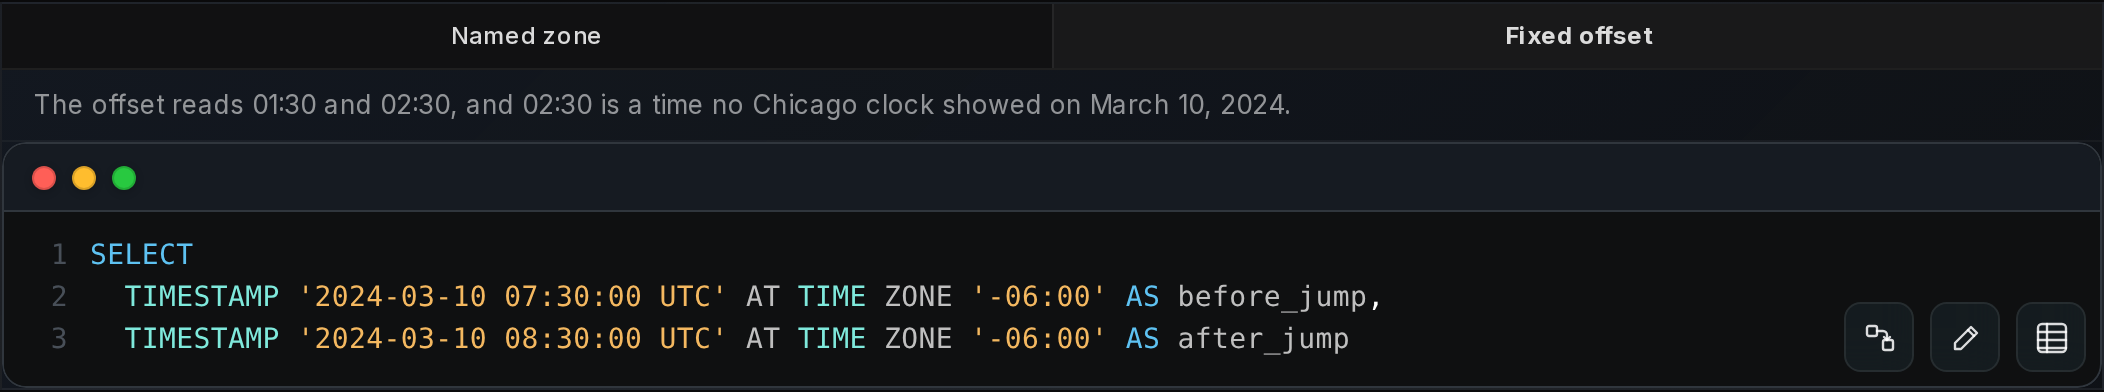 Named zone
Fixed offset
The offset reads 01:30 and 02:30, and 02:30 is a time no Chicago clock showed on March 10, 2024.
1 SELECT
2   TIMESTAMP '2024-03-10 07:30:00 UTC' AT TIME ZONE '-06:00' AS before_jump,
3   TIMESTAMP '2024-03-10 08:30:00 UTC' AT TIME ZONE '-06:00' AS after_jump